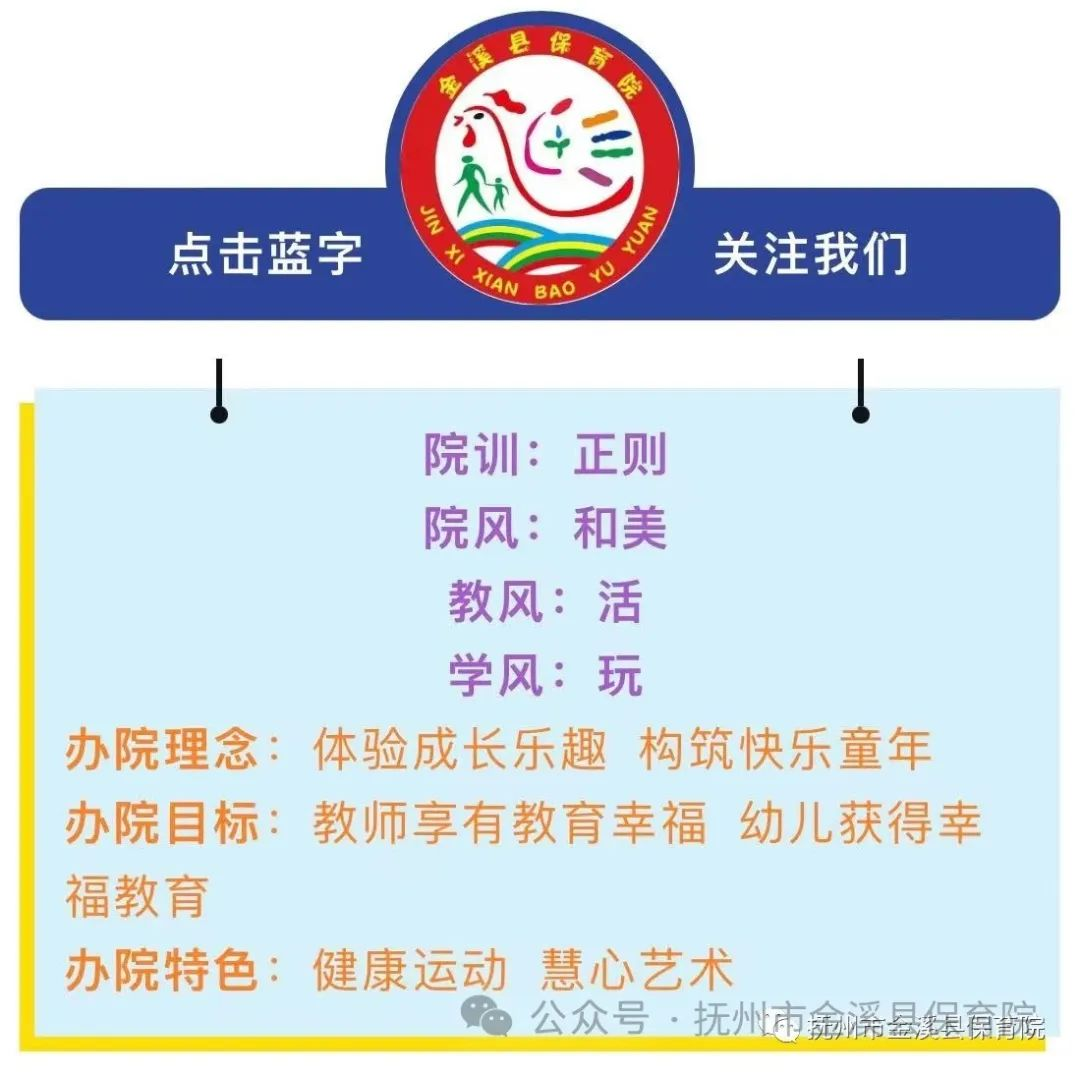 金溪县保育院
JIN XI XIAN BAO YU YUAN
点击蓝字
关注我们
院训：正则
院风：和美
教风：活
学风：玩
办院理念：体验成长乐趣 构筑快乐童年
办院目标：教师享有教育幸福 幼儿获得幸
福教育
办院特色：健康运动 慧心艺术
公众号·抚州市金溪县保育院
抚州市金溪县保育院